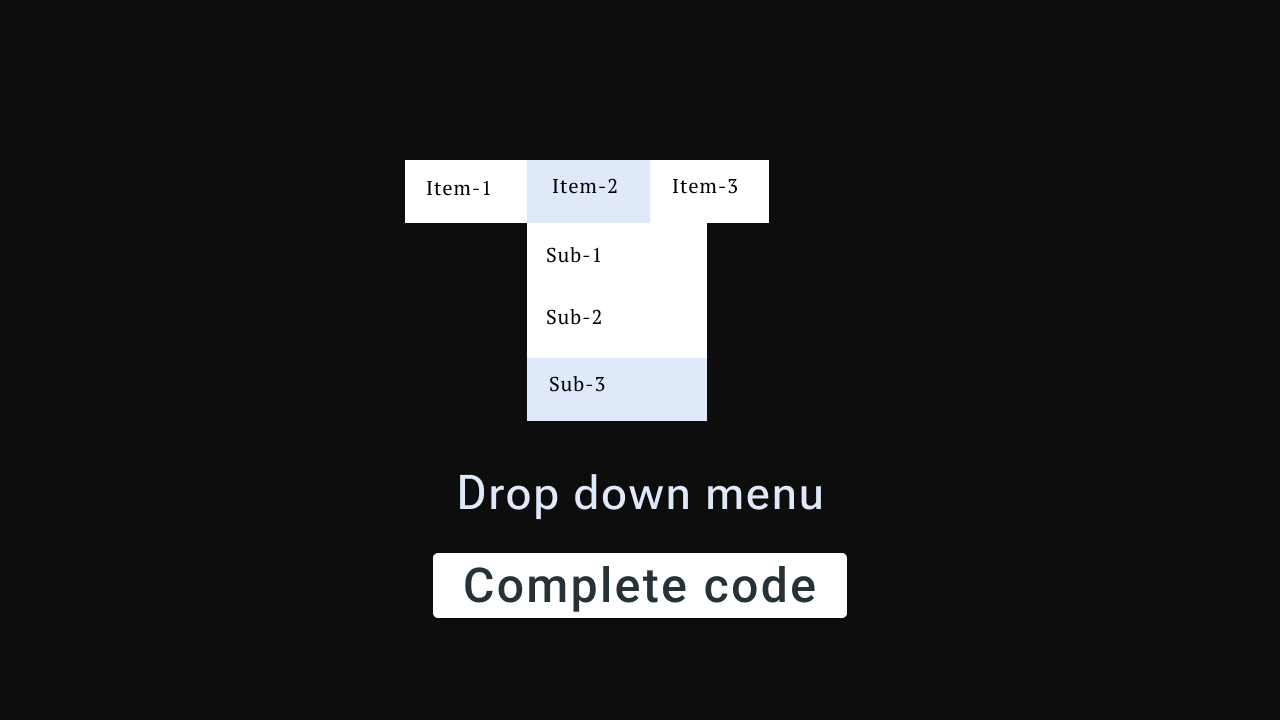 Item-1 Item-2 Item-3
Sub-1
Sub-2
Sub-3
Drop down menu
Complete code